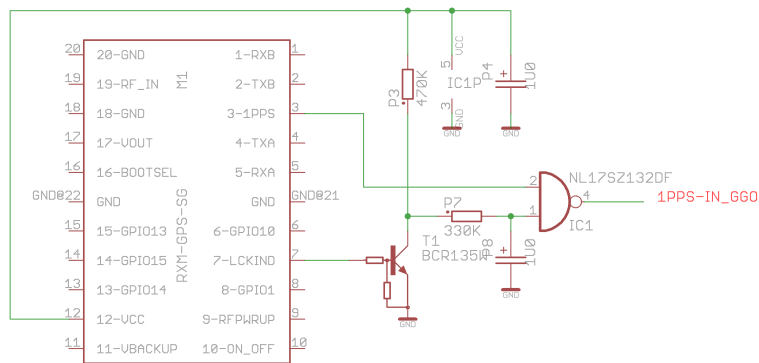 20
20-GND
1-RXB
1
19
19-RF_IN
2-TXB
2
18
18-GND
3-1PPS
3
17
17-VOUT
4-TXA
4
16
16-BOOTSEL
5-RXA
5
GND@22
GND
GND
GND@21
15
15-GPIO13
6-GPIO10
6
14
14-GPIO15
7-LCKIND
7
13
13-GPIO14
8-GPIO1
8
12
12-VCC
9-RFPWRUP
9
11
11-VBACKUP
10-ON_OFF
10
M1
RXM-GPS-SG
P3
470K
5
VCC
IC1P
3
GND
GND
P4
+
1U0
GND
NL17SZ132DF
2
1
4
IC1
1PPS-IN_GGO
P7
330K
T1
BCR135W
GND
P8
+
1U0
GND